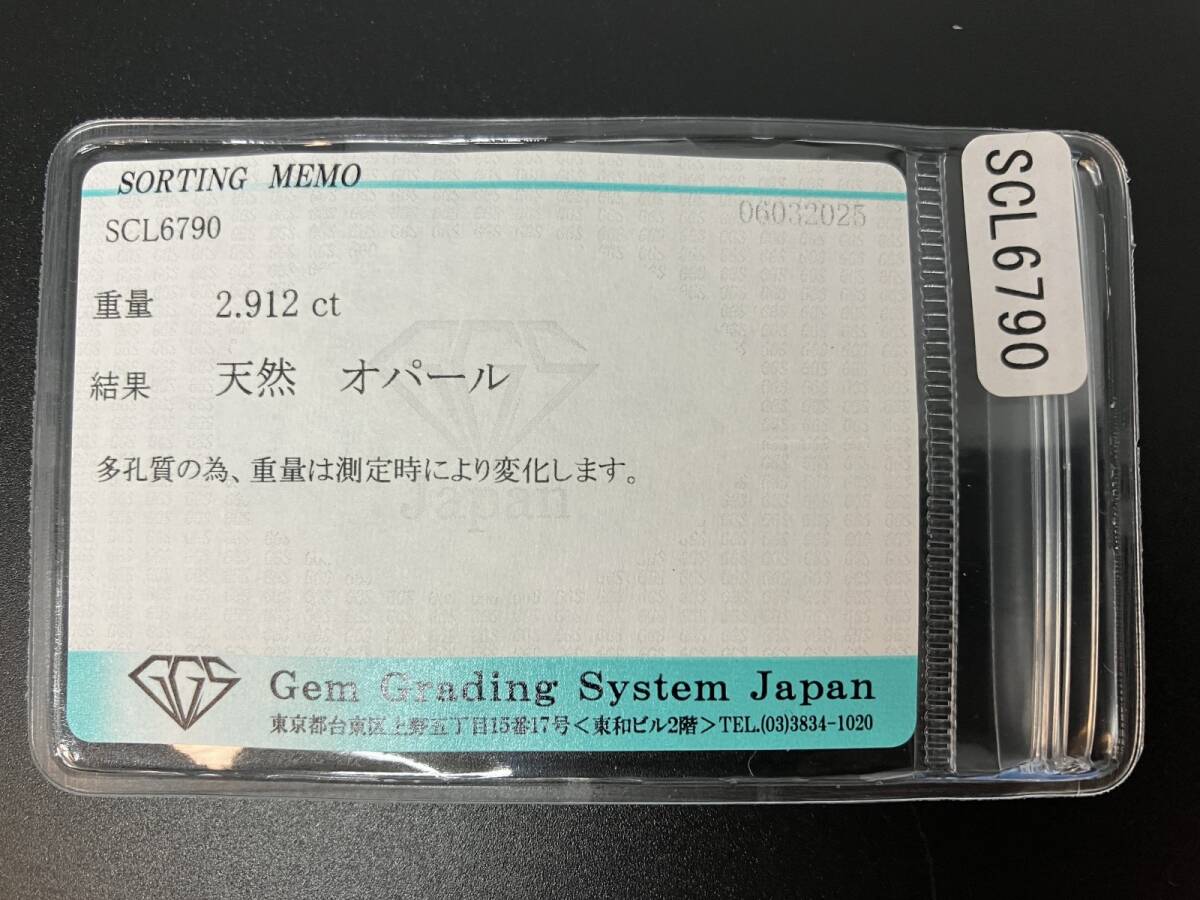 SORTING MEMO
SCL6790
06032025
重量 2.912 ct
結果 天然 オパール
多孔質の為、重量は測定時により変化します。
GGS
Japan
GGS
Gem Grading System Japan
東京都台東区上野五丁目15番17号<東和ビル2階>TEL.(03)3834-1020
SCL6790